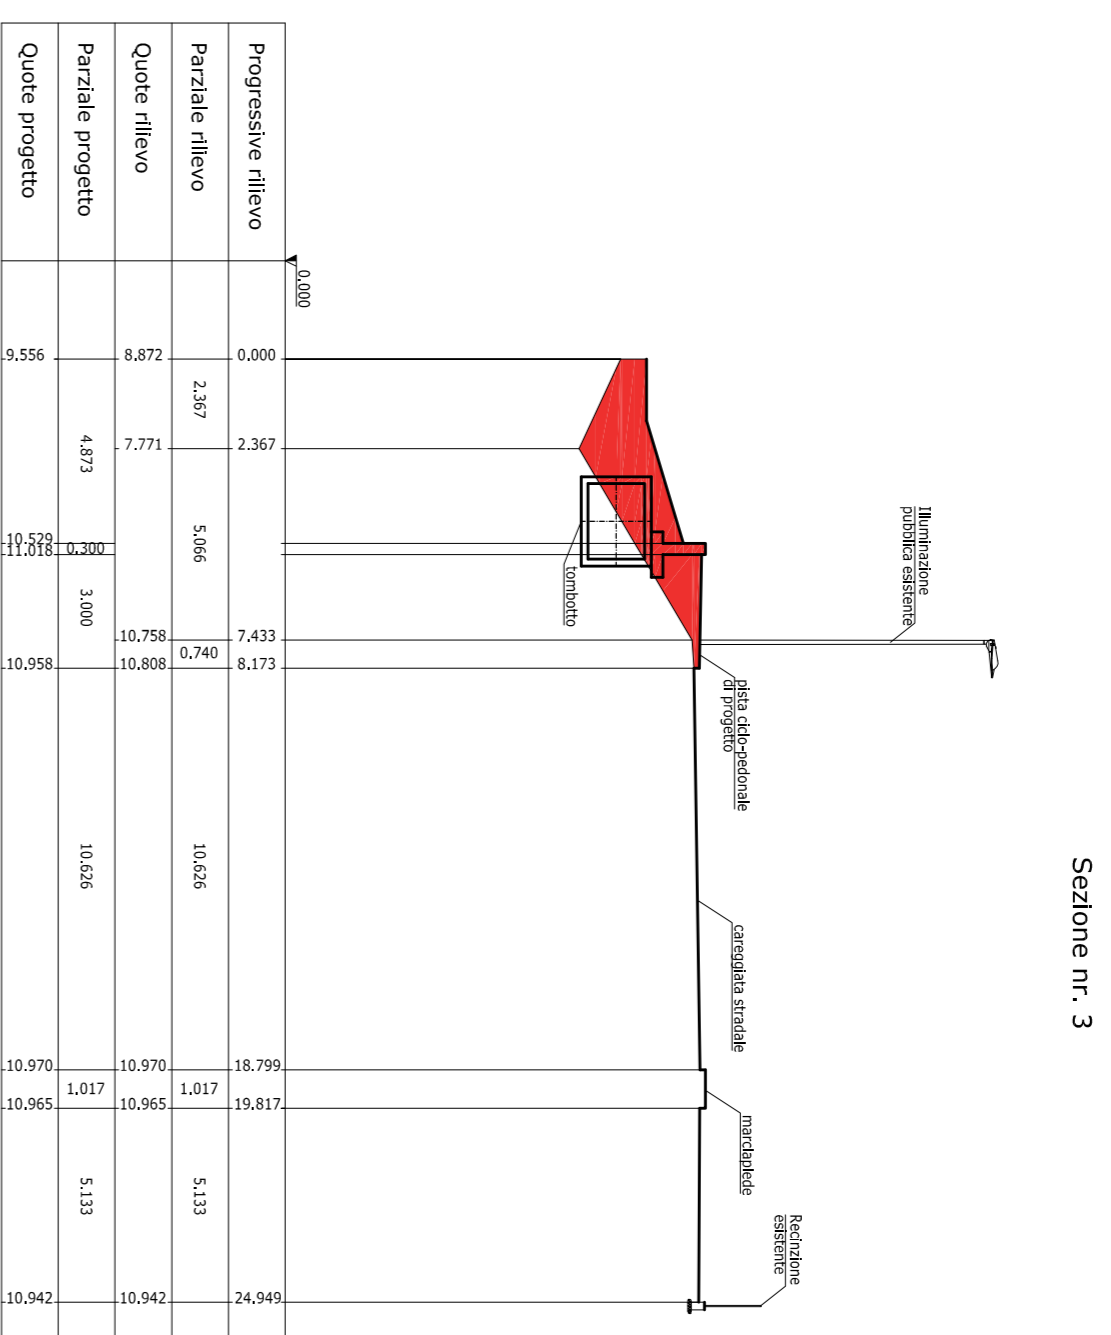 Sezione nr. 3
Illuminazione
pubblica esistente
pista ciclo-pedonale
di progetto
careggiata stradale
marciapiede
Recinzione
esistente
tombotto
0.000
Progressive rilievo
0.000
2.367
7.433
8.173
18.799
19.817
24.949
Parziale rilievo
2.367
5.066
0.740
10.626
1.017
5.133
Quote rilievo
8.872
7.771
10.758
10.808
10.970
10.965
10.942
Parziale progetto
4.873
0.300
3.000
10.626
1.017
5.133
Quote progetto
9.556
10.529
11.018
10.958
10.970
10.965
10.942